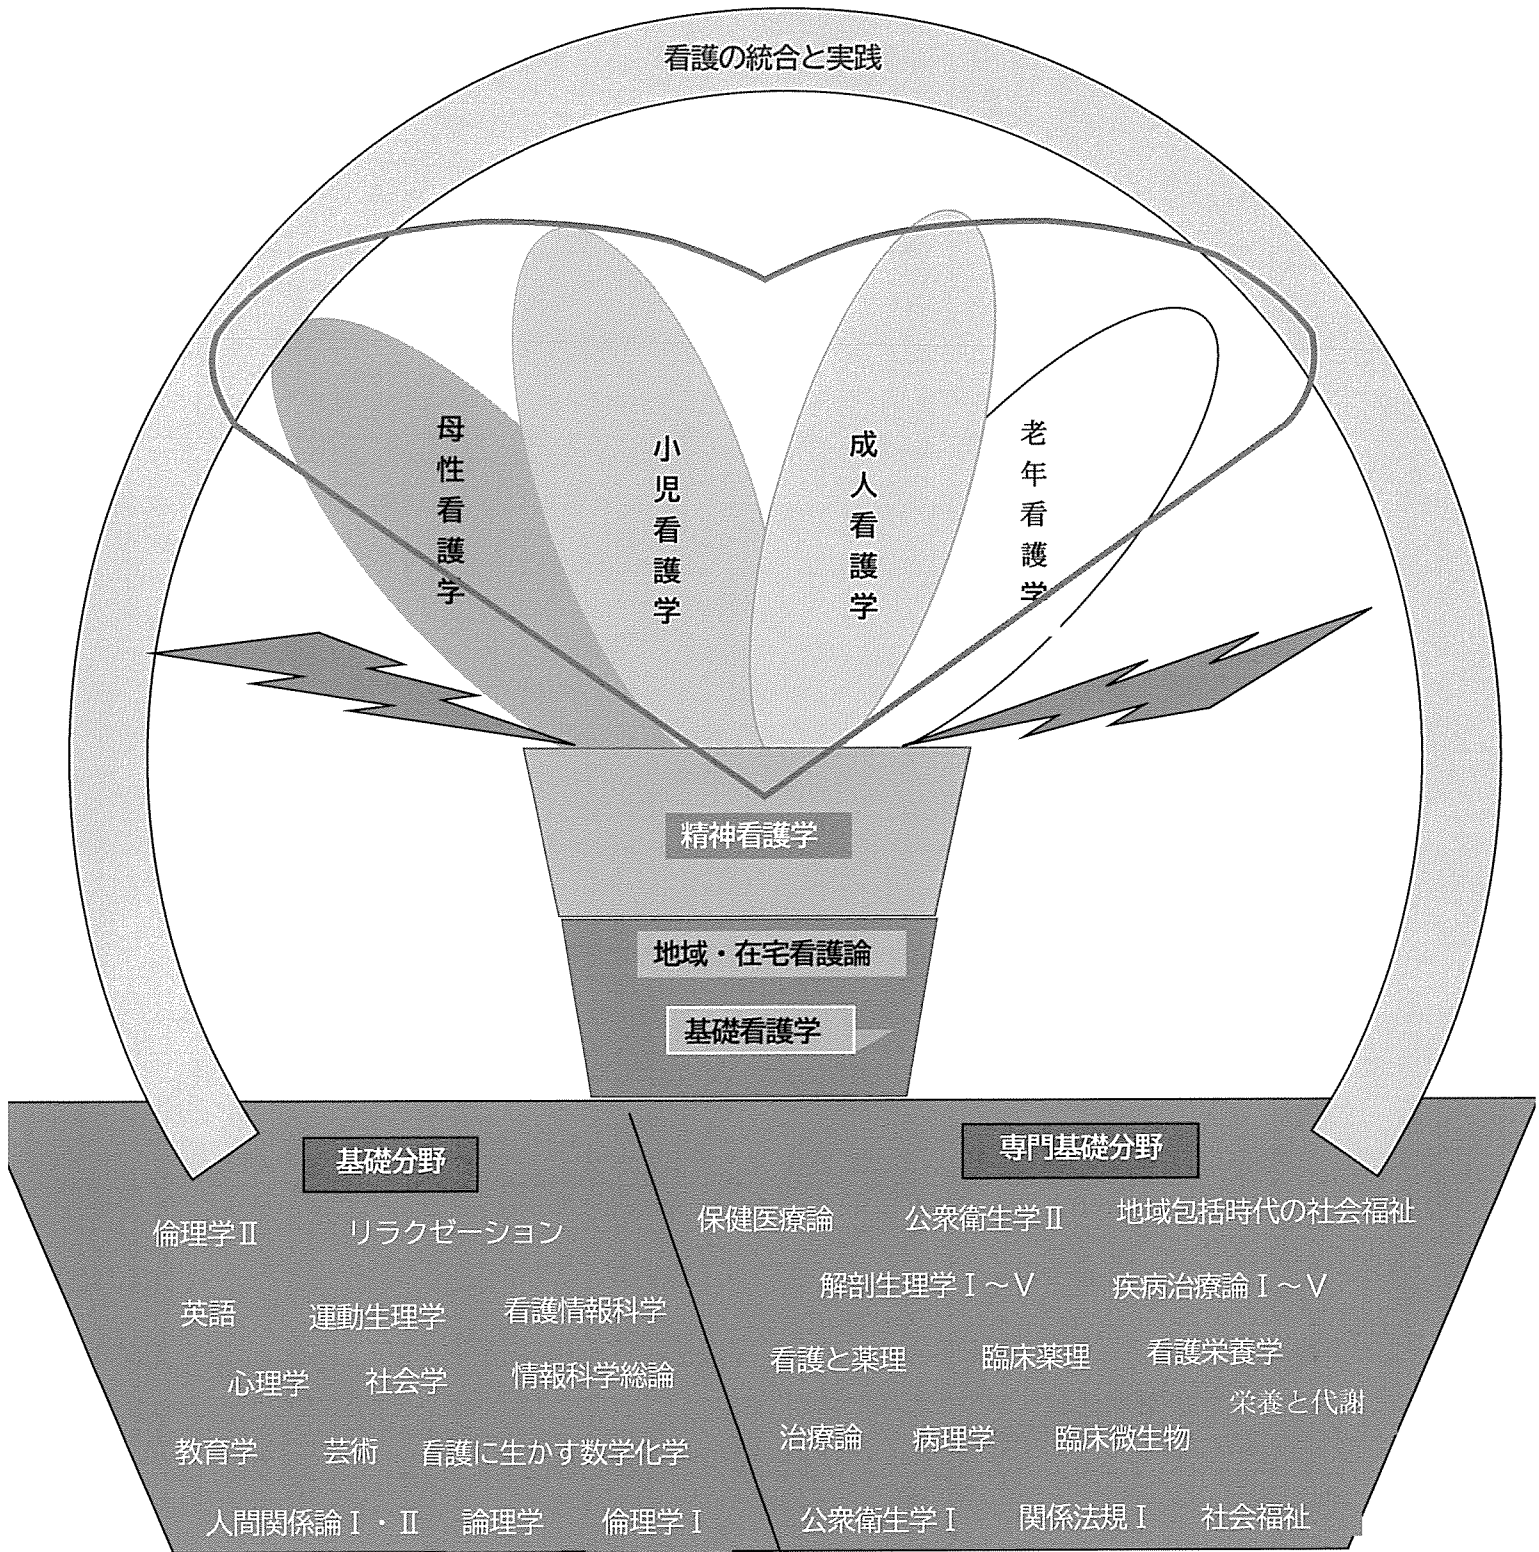 看護の統合と実践
母性看護学
小児看護学
成人看護学
老年看護学
精神看護学
地域・在宅看護論
基礎看護学
基礎分野
倫理学Ⅱ
リラクゼーション
英語
運動生理学
看護情報科学
心理学
社会学
情報科学総論
教育学
芸術
看護に生かす数学化学
人間関係論Ⅰ・Ⅱ
論理学
倫理学Ⅰ
専門基礎分野
保健医療論
公衆衛生学Ⅱ
地域包括時代の社会福祉
解剖生理学Ⅰ～Ⅴ
疾病治療論Ⅰ～Ⅴ
看護と薬理
臨床薬理
看護栄養学
栄養と代謝
治療論
病理学
臨床微生物
公衆衛生学Ⅰ
関係法規Ⅰ
社会福祉